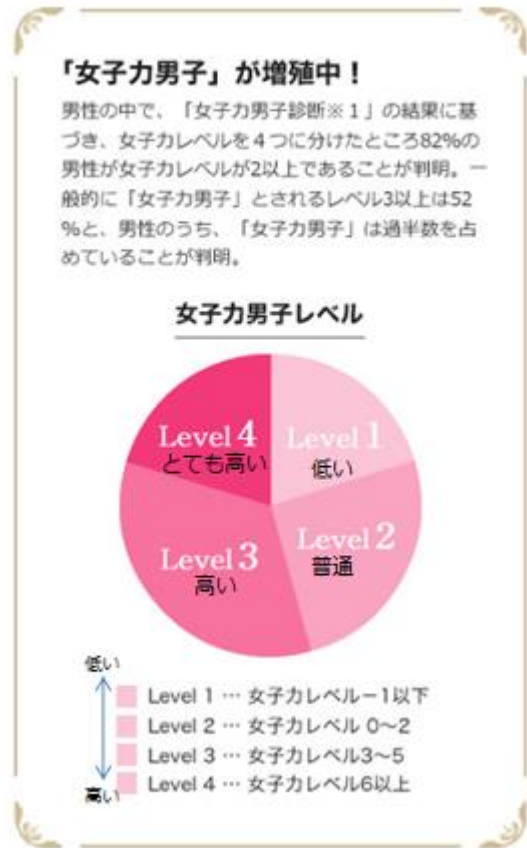 「女子力男子」が増殖中！
男性の中で、「女子力男子診断※１」の結果に基
づき、女子力レベルを４つに分けたところ82%の
男性が女子力レベルが2以上であることが判明。一
般的に「女子力男子」とされるレベル3以上は52
%と、男性のうち、「女子力男子」は過半数を占
めていることが判明。
女子力男子レベル
Level 4
とても高い
Level 1
低い
Level 2
普通
Level 3
高い
低い
Level 1 … 女子力レベルー1以下
Level 2 … 女子力レベル 0～2
Level 3 … 女子力レベル3～5
Level 4 … 女子力レベル6以上
高い